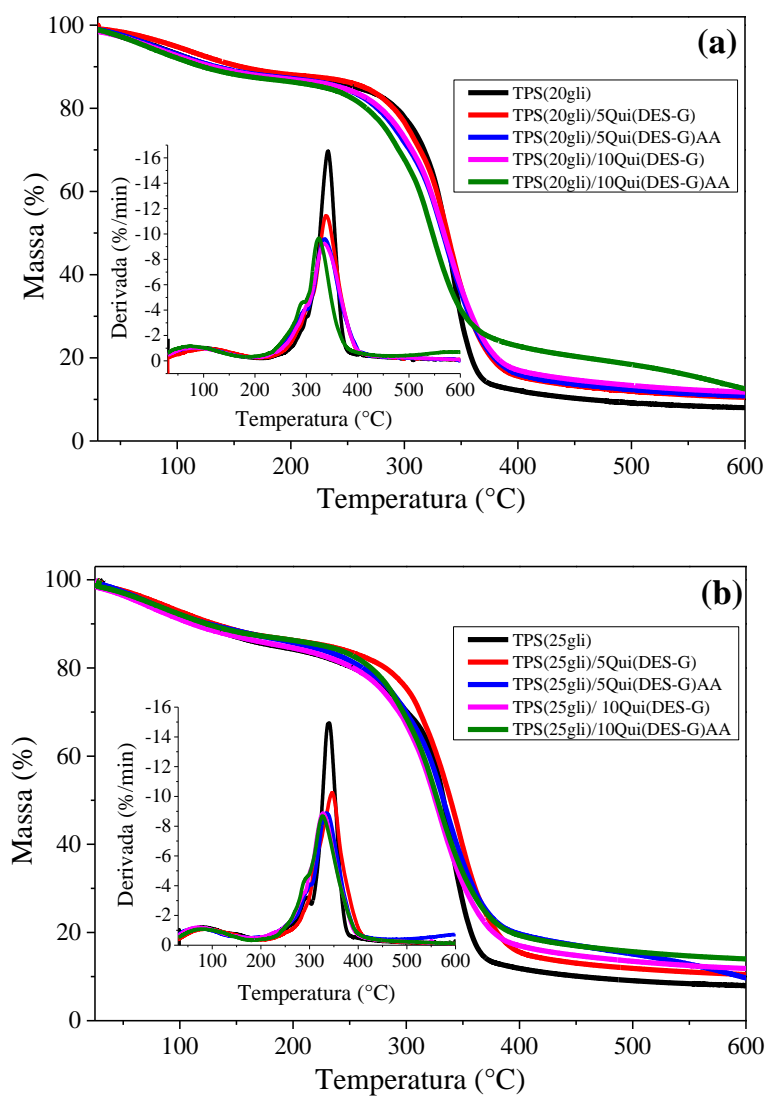 (a)
100
80
60
40
20
0
Massa (%)
TPS(20gli)
TPS(20gli)/5Qui(DES-G)
TPS(20gli)/5Qui(DES-G)AA
TPS(20gli)/10Qui(DES-G)
TPS(20gli)/10Qui(DES-G)AA
-16
-14
-12
-10
-8
-6
-4
-2
0
Derivada (%/min)
100 200 300 400 500 600
Temperatura (°C)
100 200 300 400 500 600
Temperatura (°C)
(b)
100
80
60
40
20
0
Massa (%)
TPS(25gli)
TPS(25gli)/5Qui(DES-G)
TPS(25gli)/5Qui(DES-G)AA
TPS(25gli)/ 10Qui(DES-G)
TPS(25gli)/10Qui(DES-G)AA
-16
-14
-12
-10
-8
-6
-4
-2
0
Derivada (%/min)
100 200 300 400 500 600
Temperatura (°C)
100 200 300 400 500 600
Temperatura (°C)